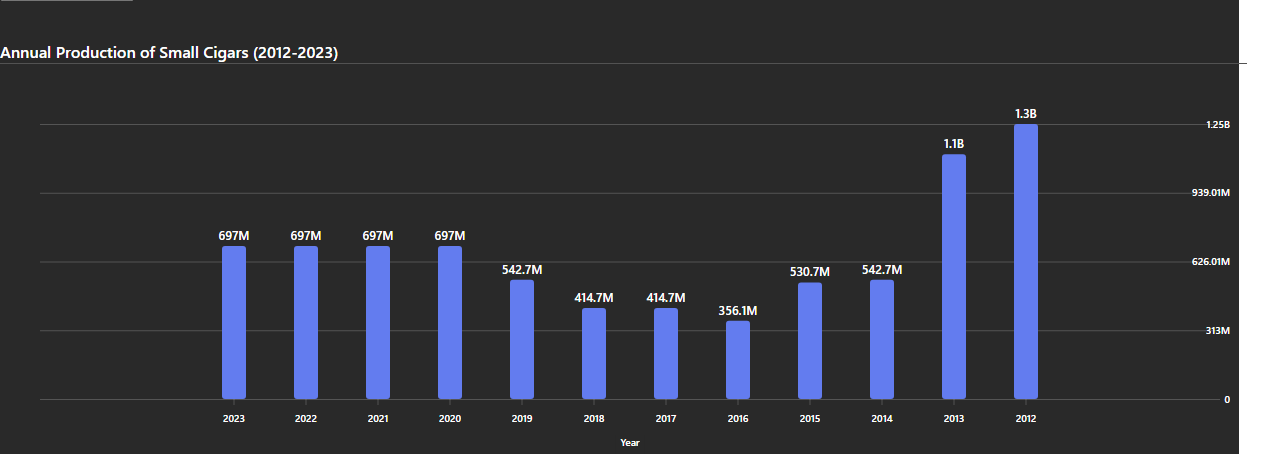 Annual Production of Small Cigars (2012-2023)
1.3B
1.25B
1.1B
939.01M
697M 697M 697M 697M
626.01M
542.7M 530.7M 542.7M
414.7M 414.7M
356.1M
313M
0
2023 2022 2021 2020 2019 2018 2017 2016 2015 2014 2013 2012
Year